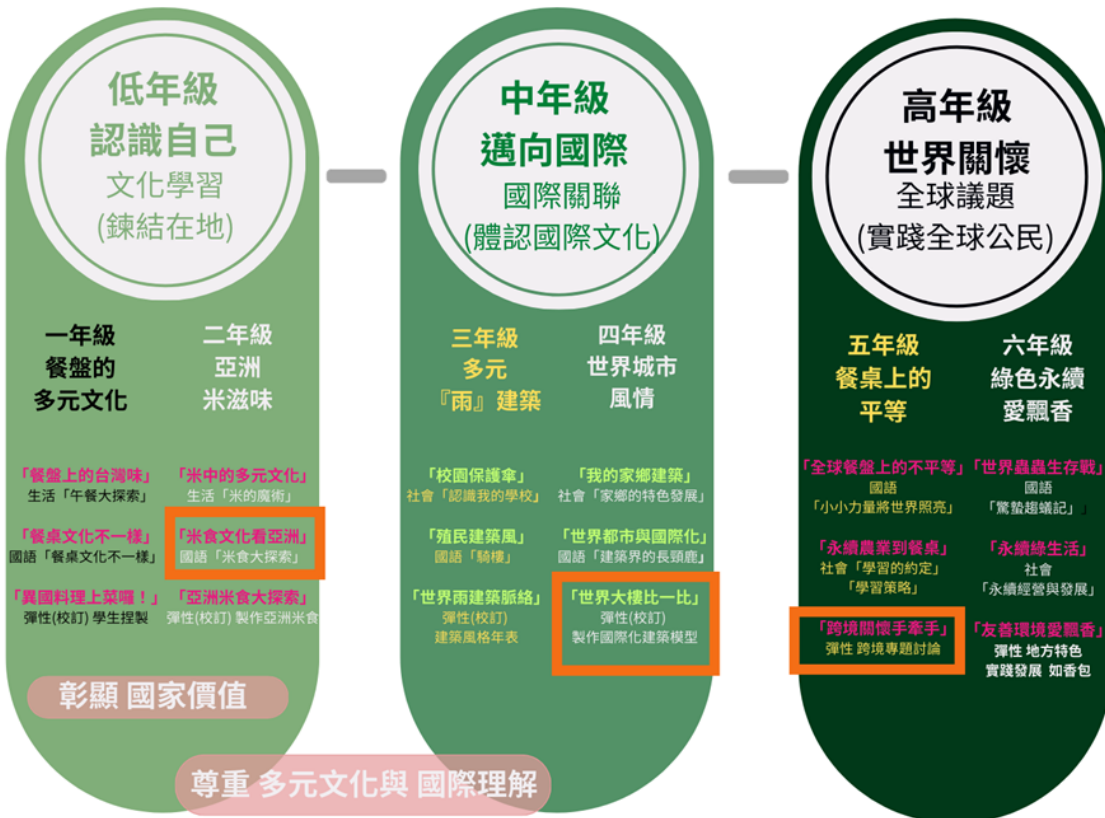 低年級
認識自己
文化學習
(鍊結在地)
一年級
餐盤的
多元文化
二年級
亞洲
米滋味
「餐盤上的台灣味」
生活「午餐大探索」
「餐桌文化不一樣」
國語「餐桌文化不一樣」
「異國料理上菜囉！」
彈性(校訂) 學生捏製
「米中的多元文化」
生活「米的魔術」
「米食文化看亞洲」
國語「米食大探索」
「亞洲米食大探索」
彈性(校訂) 製作亞洲米食
彰顯 國家價值
中年級
邁向國際
國際關聯
(體認國際文化)
三年級
多元
『雨』建築
四年級
世界城市
風情
「校園保護傘」
社會「認識我的學校」
「殖民建築風」
國語「騎樓」
「世界雨建築脈絡」
彈性(校訂)
建築風格年表
「我的家鄉建築」
社會「家鄉的特色發展」
「世界都市與國際化」
國語「建築界的長頸鹿」
「世界大樓比一比」
彈性(校訂)
製作國際化建築模型
尊重 多元文化與 國際理解
高年級
世界關懷
全球議題
(實踐全球公民)
五年級
餐桌上的
平等
六年級
綠色永續
愛飄香
「全球餐盤上的不平等」
國語
「小小力量將世界照亮」
「永續農業到餐桌」
社會「學習的約定」
「學習策略」
「跨境關懷手牽手」
彈性 跨境專題討論
「世界蟲蟲生存戰」
國語
「驚蟄趨蟻記」」
「永續綠生活」
社會
「永續經營與發展」
「友善環境愛飄香」
彈性 地方特色
實踐發展 如香包